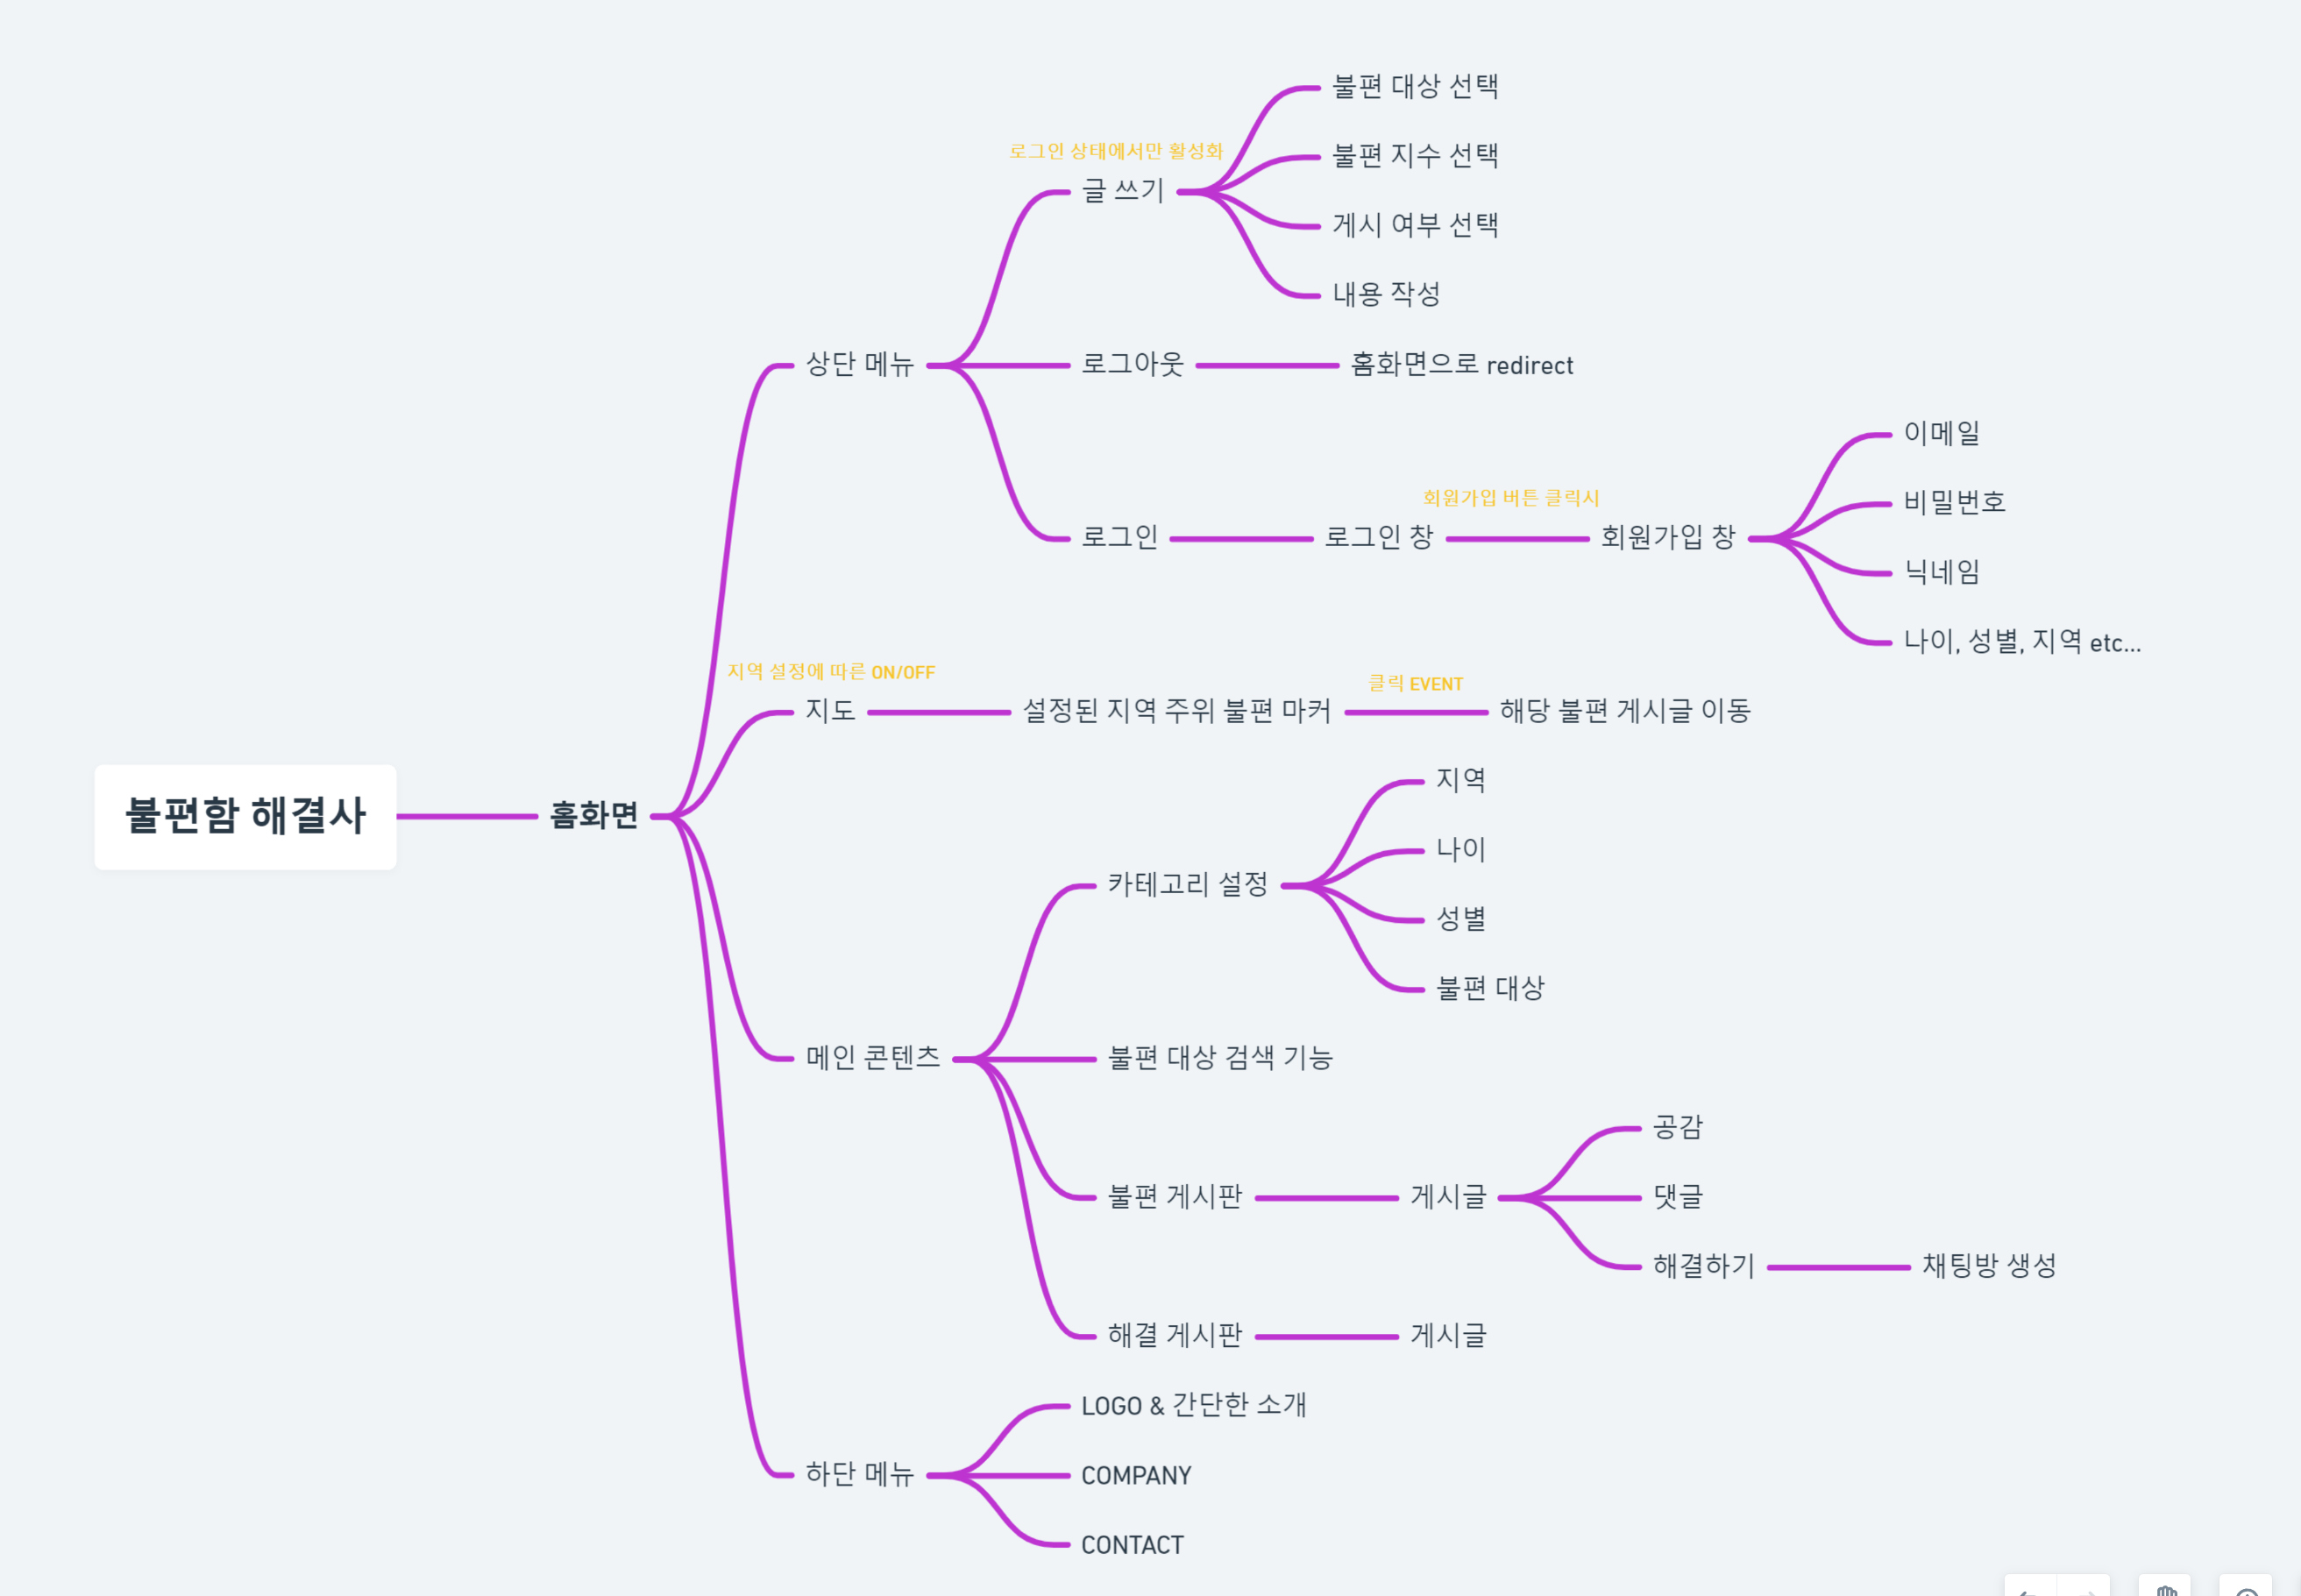 불편함 해결사
홈화면
상단 메뉴
로그인 상태에서만 활성화
글 쓰기
불편 대상 선택
불편 지수 선택
게시 여부 선택
내용 작성
로그아웃
홈화면으로 redirect
로그인
로그인 창
회원가입 버튼 클릭시
회원가입 창
이메일
비밀번호
닉네임
나이, 성별, 지역 etc...
지역 설정에 따른 ON/OFF
지도
설정된 지역 주위 불편 마커
클릭 EVENT
해당 불편 게시글 이동
메인 콘텐츠
카테고리 설정
지역
나이
성별
불편 대상
불편 대상 검색 기능
불편 게시판
게시글
공감
댓글
해결하기
채팅방 생성
해결 게시판
게시글
하단 메뉴
LOGO & 간단한 소개
COMPANY
CONTACT